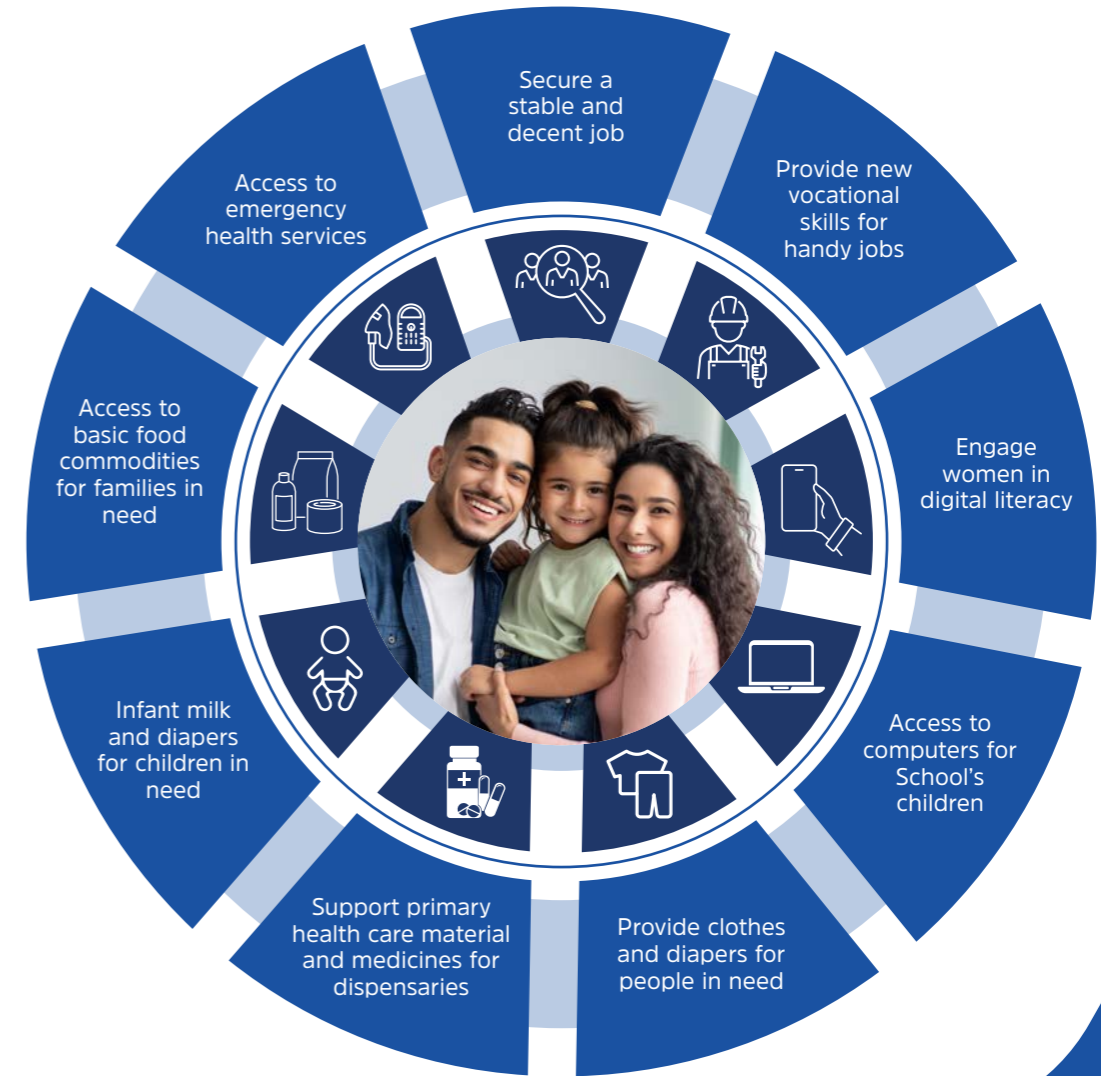 Secure a
stable and
decent job
Provide new
vocational
skills for
handy jobs
Engage
women in
digital literacy
Access to
computers for
School's
children
Provide clothes
and diapers for
people in need
Support primary
health care material
and medicines for
dispensaries
Infant milk
and diapers
for children in
need
Access to
basic food
commodities
for families in
need
Access to
emergency
health services